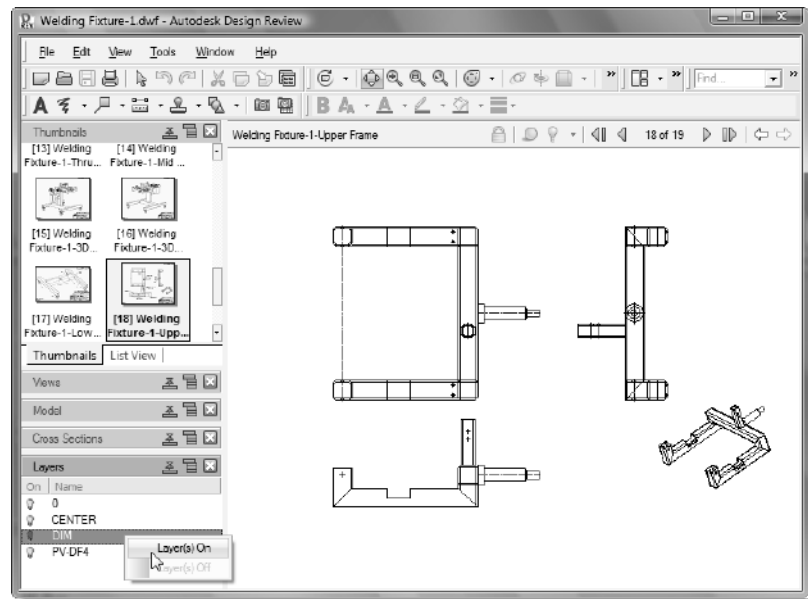 Welding Fixture-1.dwf - Autodesk Design Review
File Edit View Tools Window Help
Find...
Thumbnails
Welding Fixture-1-Upper Frame
18 of 19
[13] Welding Fixture-1-Thru...
[14] Welding Fixture-1-Mid ...
[15] Welding Fixture-1-3D...
[16] Welding Fixture-1-3D...
[17] Welding Fixture-1-Low...
[18] Welding Fixture-1-Upp...
Thumbnails List View
Views
Model
Cross Sections
Layers
On Name
0
CENTER
DIM
PV-DF4
Layer(s) On
Layer(s) Off